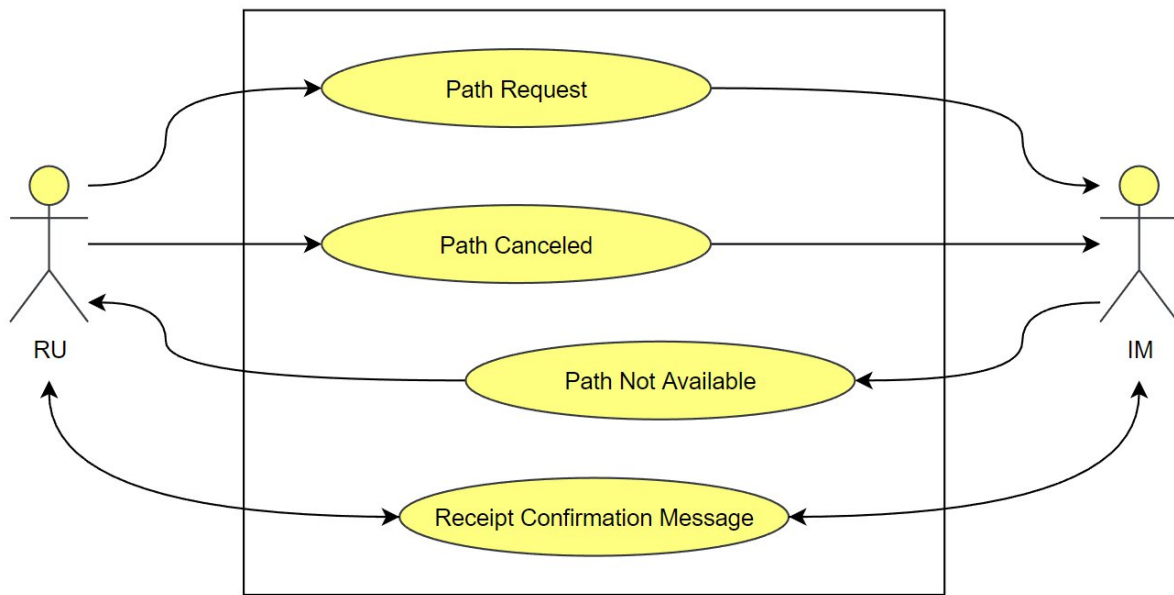 Path Request
Path Canceled
RU
IM
Path Not Available
Receipt Confirmation Message